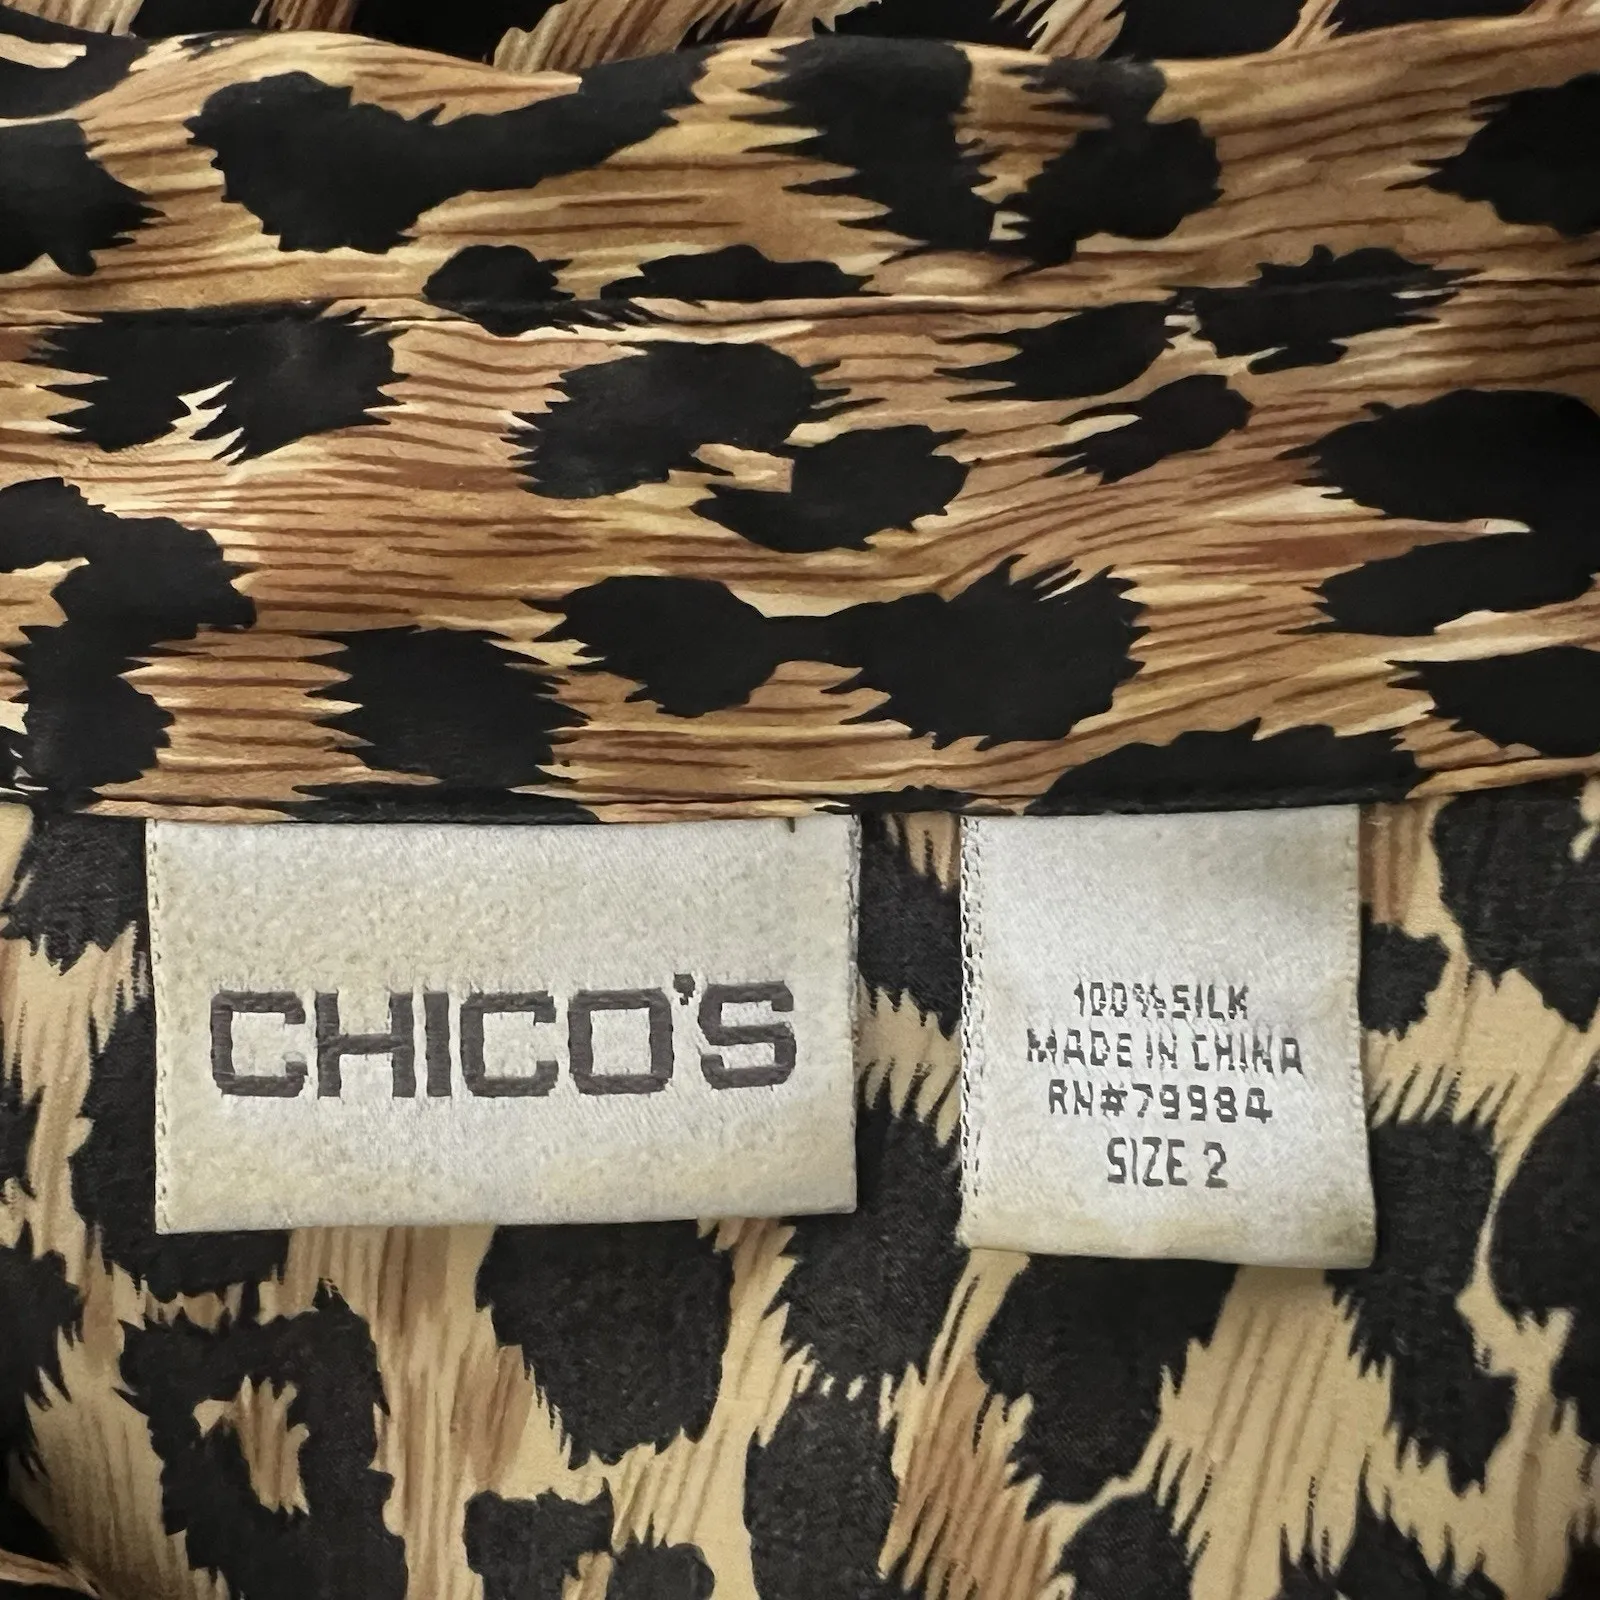 CHICO'S
100% SILK
MADE IN CHINA
RN#79984
SIZE 2